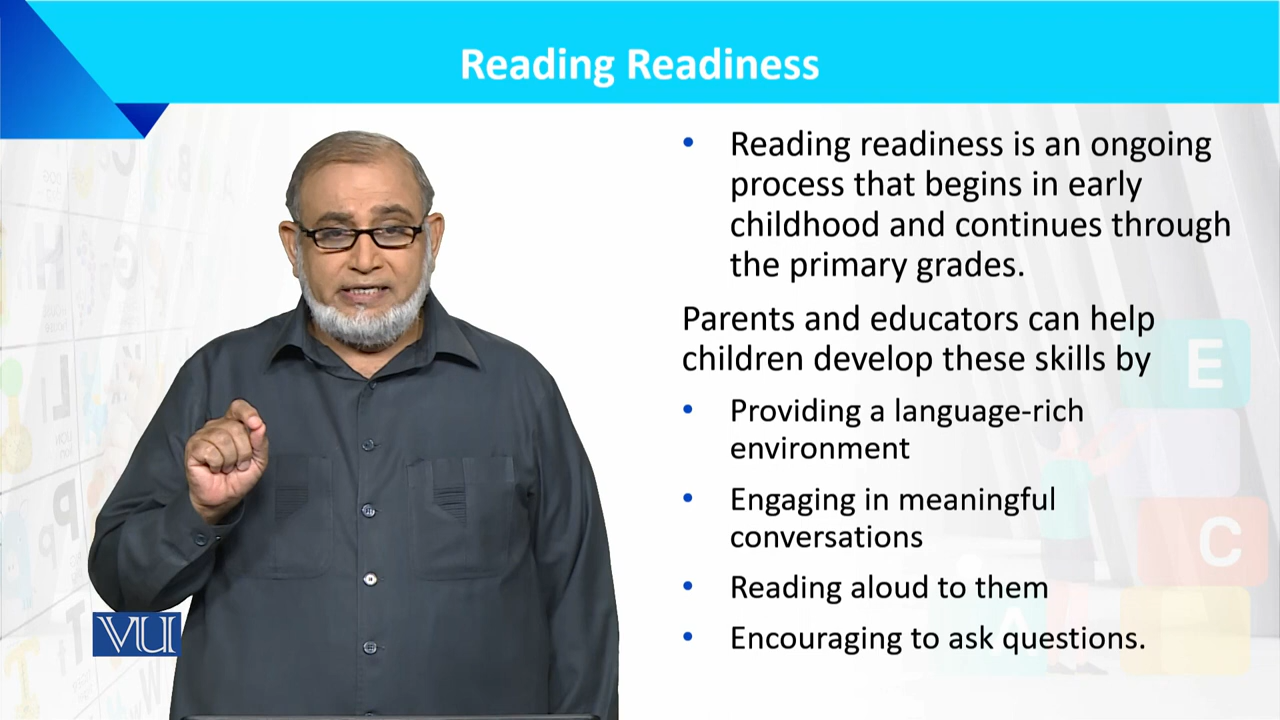 Reading Readiness
• Reading readiness is an ongoing
process that begins in early
childhood and continues through
the primary grades.
Parents and educators can help
children develop these skills by
• Providing a language-rich
environment
• Engaging in meaningful
conversations
• Reading aloud to them
• Encouraging to ask questions.
VU
E
C
A